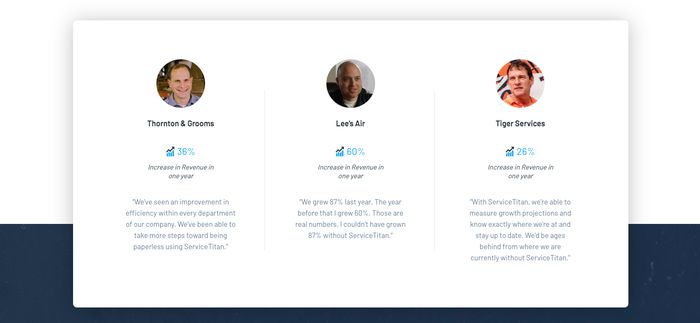 Thornton & Grooms
36%
Increase in Revenue in
one year
"We've seen an improvement in
efficiency within every department
of our company. We've been able to
take more steps toward being
paperless using ServiceTitan."
Lee's Air
60%
Increase in Revenue in
one year
"We grew 87% last year. The year
before that I grew 60%. Those are
real numbers. I couldn't have grown
87% without ServiceTitan."
Tiger Services
26%
Increase in Revenue in
one year
"With ServiceTitan, we're able to
measure growth projections and
know exactly where we're at and
stay up to date. We'd be ages
behind from where we are
currently without ServiceTitan."